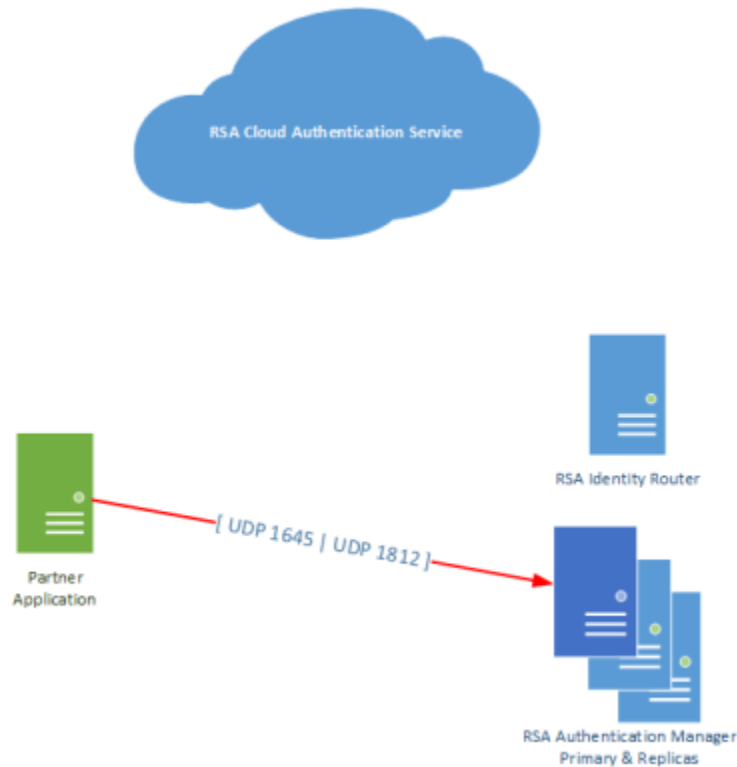 RSA Cloud Authentication Service
RSA Identity Router
[ UDP 1645 | UDP 1812 ]
Partner
Application
RSA Authentication Manager
Primary & Replicas